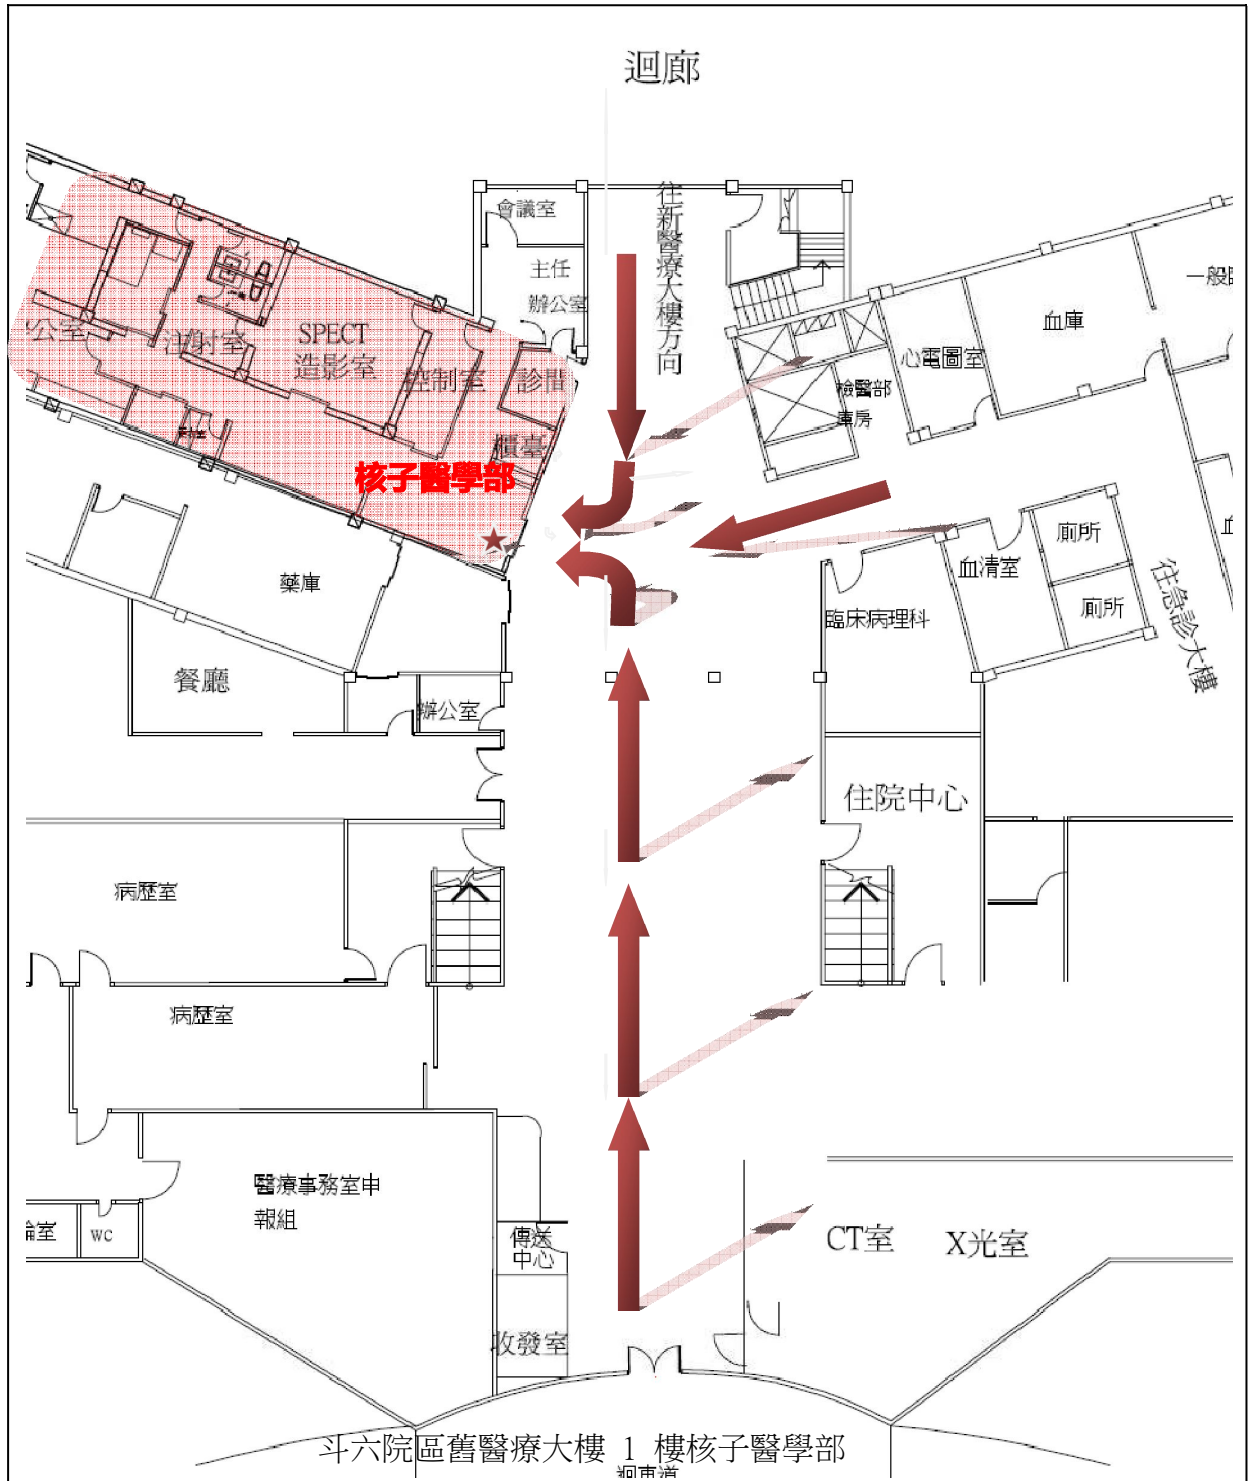 迴廊
往新醫療大樓方向
會議室
主任
辦公室
一般
血庫
心電圖室
檢醫部
庫房
公室
注射室
SPECT
造影室
控制室
診間
櫃臺
核子醫學部
藥庫
餐廳
辦公室
血清室
廁所
廁所
臨床病理科
往急診大樓
住院中心
病歷室
病歷室
醫療事務室申
報組
室
WC
傳送
中心
收發室
CT室
X光室
斗六院區舊醫療大樓 1 樓核子醫學部
迴車道